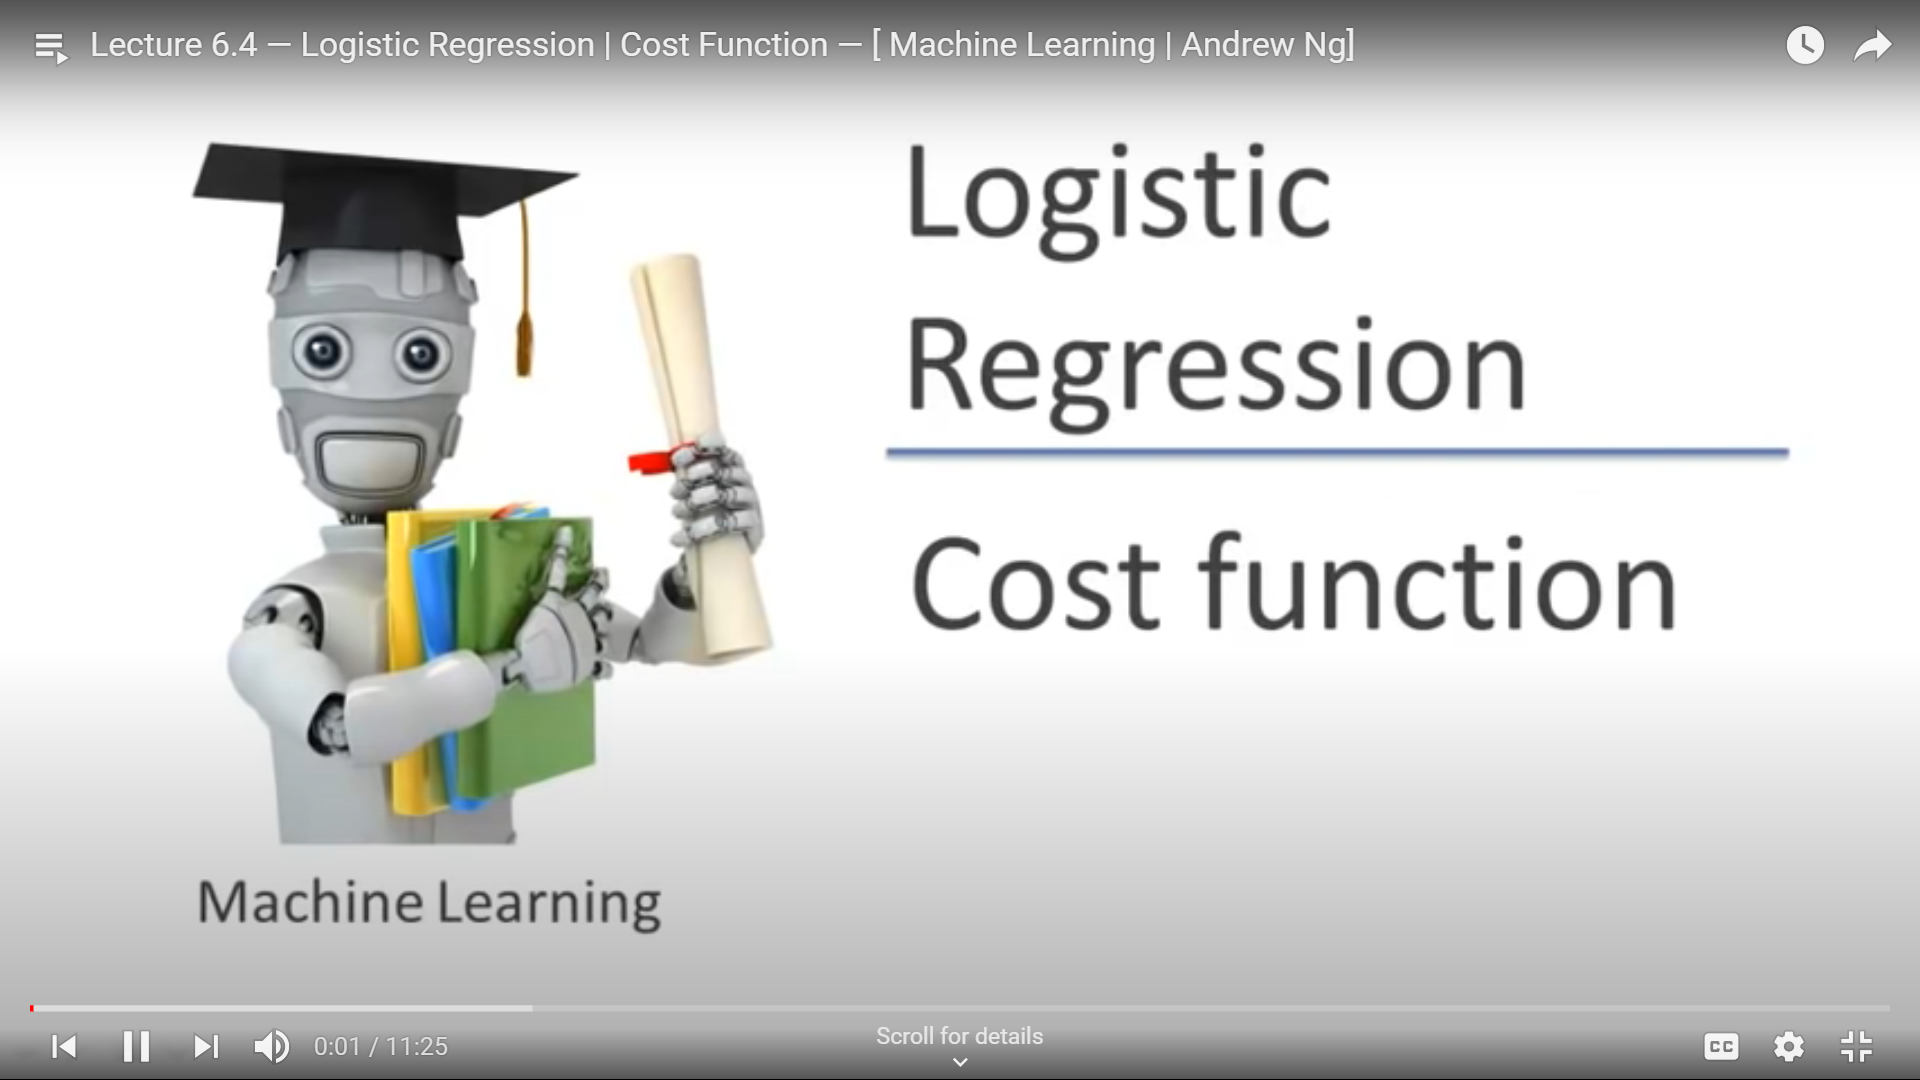 Lecture 6.4 — Logistic Regression | Cost Function — [ Machine Learning | Andrew Ng]
Logistic
Regression
Cost function
Machine Learning
0:01 / 11:25
Scroll for details
CC